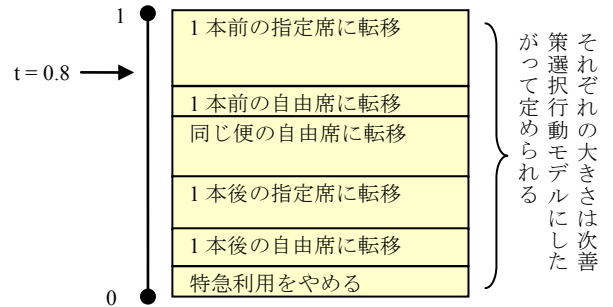 1
t = 0.8
0
1 本前の指定席に転移
1 本前の自由席に転移
同じ便の自由席に転移
1 本後の指定席に転移
1 本後の自由席に転移
特急利用をやめる
それぞれの大きさは次善
策選択行動モデルにした
がって定められる